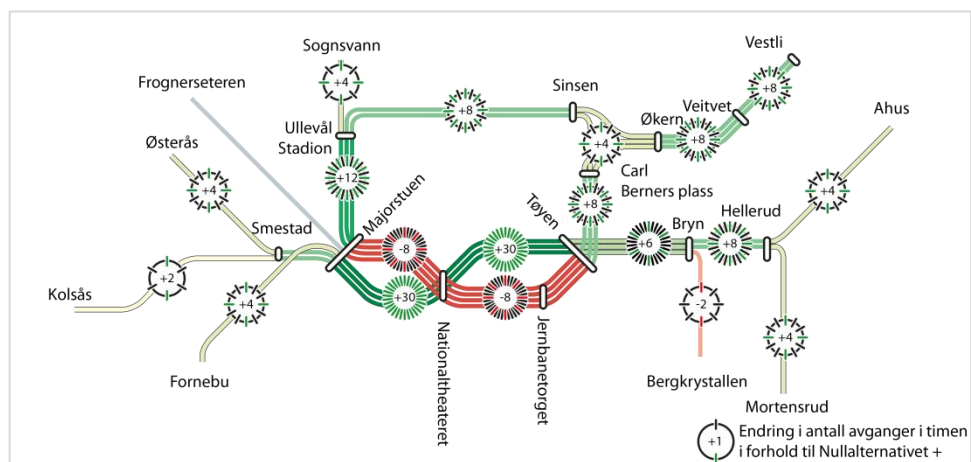 Sognsvann
+4
Frognerseteren
Vestli
+8
Sinsen
+8
Ahus
Økern
Veitvet
+8
Østerås
Ullevål
Stadion
+4
+4
+12
Carl
Berners plass
+8
+4
Majorstuen
Tøyen
Bryn
Hellerud
Smestad
-8
+30
+6
+8
+2
Kolsås
+4
+30
-8
-2
+4
Fornebu
Nationaltheateret
Jernbanetorget
Bergkrystallen
Mortensrud
+1
Endring i antall avganger i timen
i forhold til Nullalternativet +